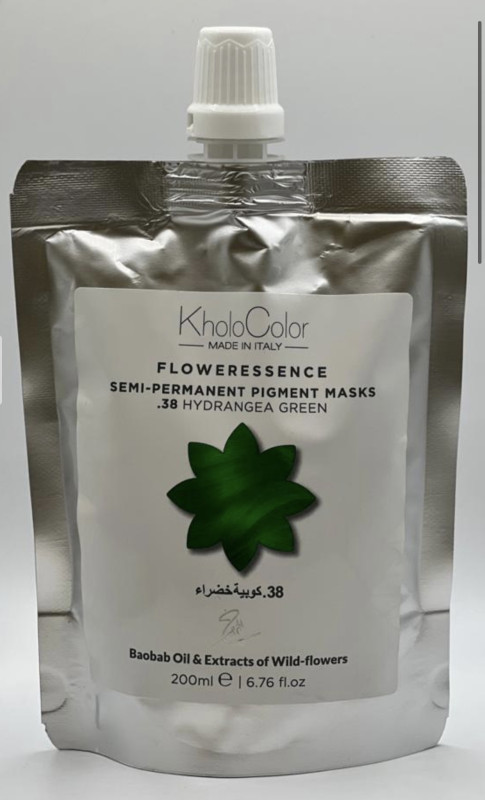 KholoColor
MADE IN ITALY
FLOWERESSENCE
SEMI-PERMANENT PIGMENT MASKS
.38 HYDRANGEA GREEN
38.كوبية خضراء
Baobab Oil & Extracts of Wild-flowers
200ml ℮ | 6.76 fl.oz